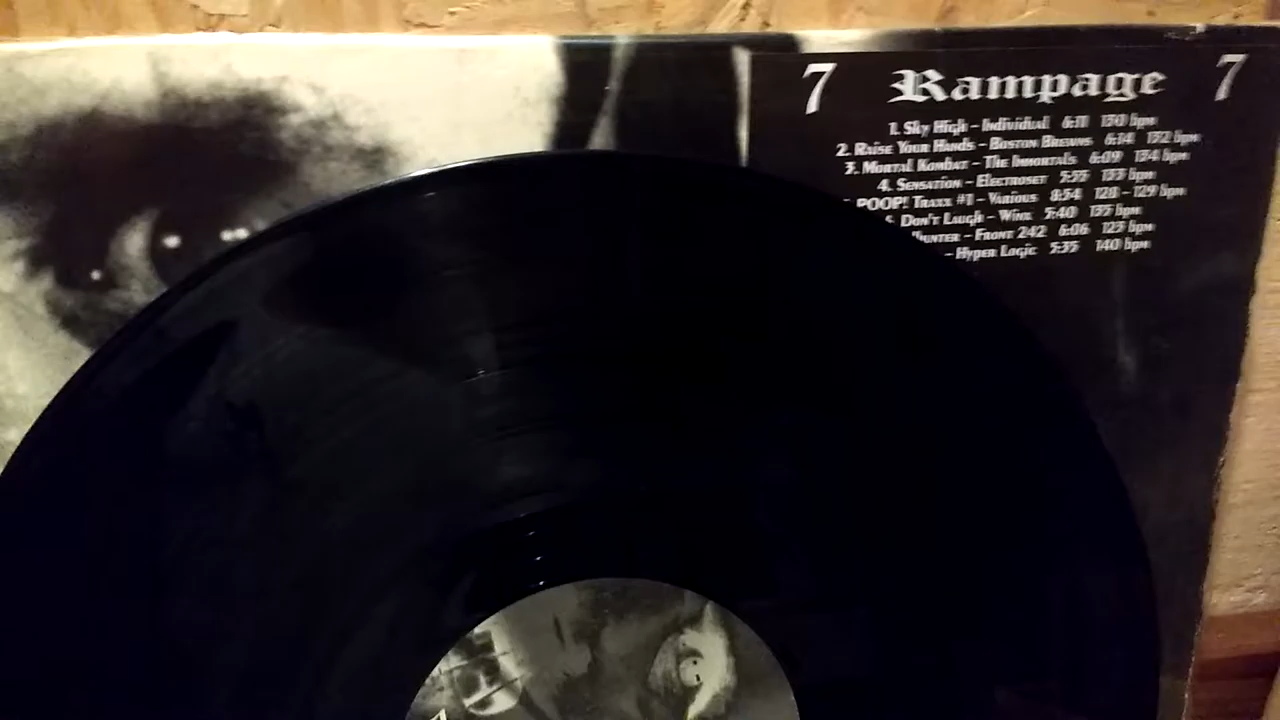 7 Rampage 7
1. Sky High – Individual 6:11 130 bpm
2. Raise Your Hands – Boston Bruins 6:14 132 bpm
3. Mortal Kombat – The Immortals 6:09 134 bpm
4. Sensation – Electroset 5:55 133 bpm
POOP! Traxx #1 – Various 8:54 128 – 129 bpm
Don't Laugh – Winx 5:40 135 bpm
Hunter – Front 242 6:06 123 bpm
– Hyper Logic 5:35 140 bpm